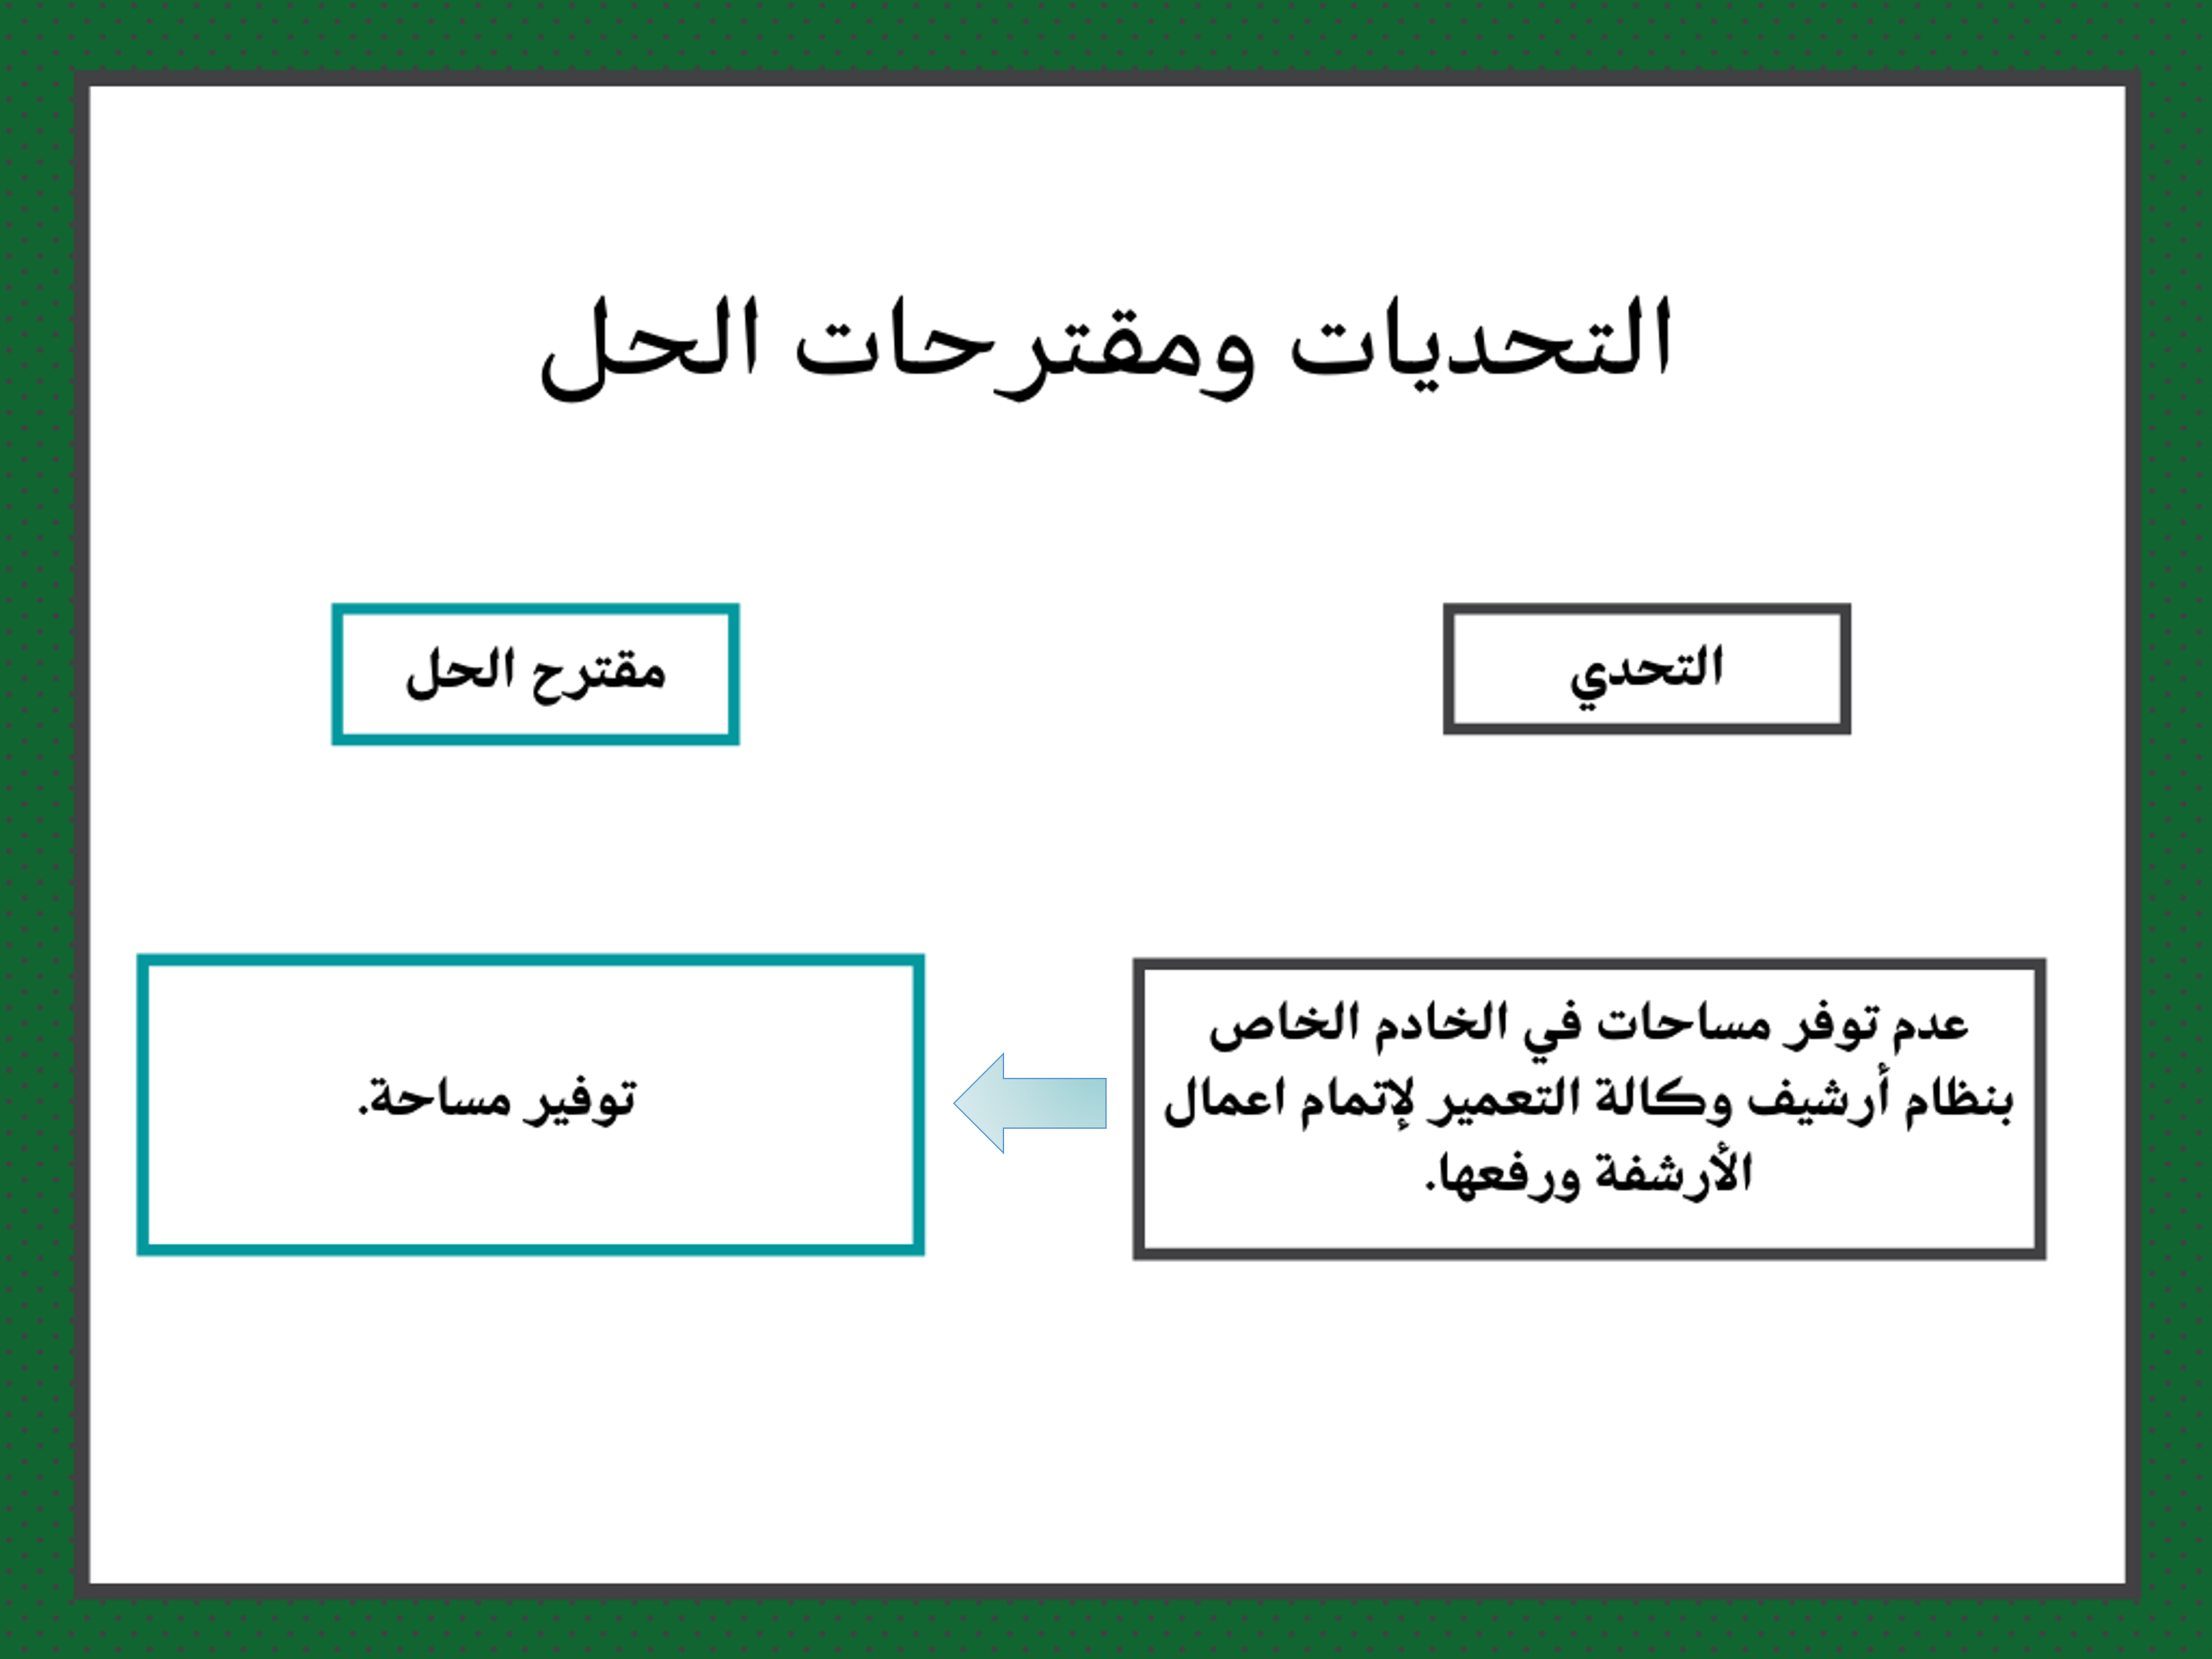 التحديات ومقترحات الحل
التحدي
مقترح الحل
عدم توفر مساحات في الخادم الخاص
بنظام أرشيف وكالة التعمير لإتمام اعمال
الأرشفة ورفعها.
توفير مساحة.